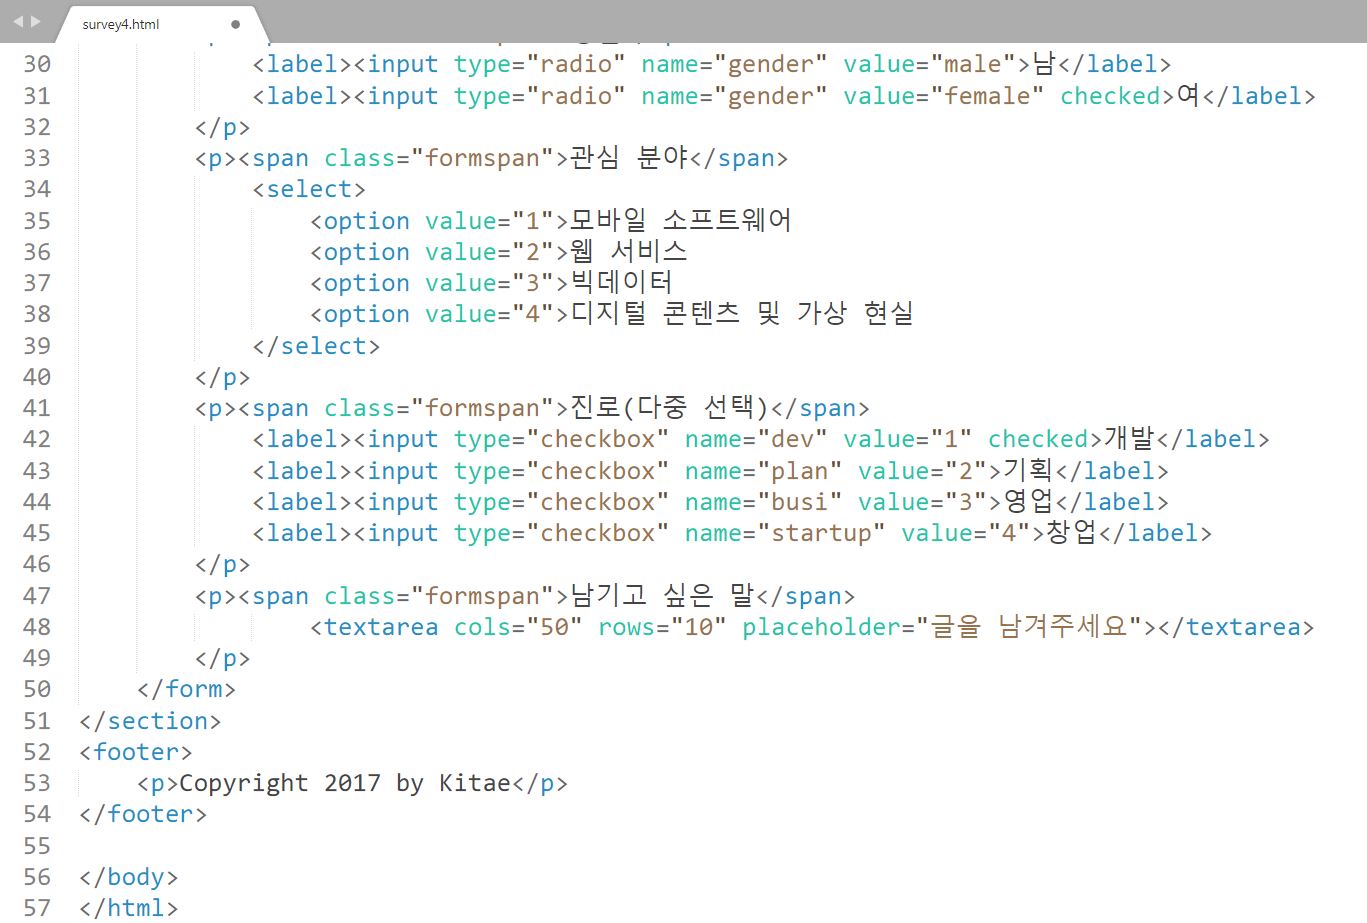 survey4.html
30 <label><input type="radio" name="gender" value="male">남</label>
31 <label><input type="radio" name="gender" value="female" checked>여</label>
32 </p>
33 <p><span class="formspan">관심 분야</span>
34 <select>
35 <option value="1">모바일 소프트웨어
36 <option value="2">웹 서비스
37 <option value="3">빅데이터
38 <option value="4">디지털 콘텐츠 및 가상 현실
39 </select>
40 </p>
41 <p><span class="formspan">진로(다중 선택)</span>
42 <label><input type="checkbox" name="dev" value="1" checked>개발</label>
43 <label><input type="checkbox" name="plan" value="2">기획</label>
44 <label><input type="checkbox" name="busi" value="3">영업</label>
45 <label><input type="checkbox" name="startup" value="4">창업</label>
46 </p>
47 <p><span class="formspan">남기고 싶은 말</span>
48 <textarea cols="50" rows="10" placeholder="글을 남겨주세요"></textarea>
49 </p>
50 </form>
51 </section>
52 <footer>
53 <p>Copyright 2017 by Kitae</p>
54 </footer>
55
56 </body>
57 </html>